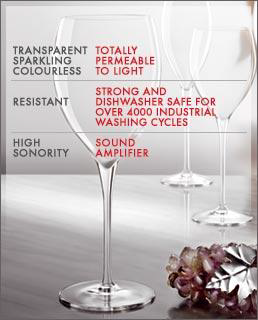 TRANSPARENT
SPARKLING
COLOURLESS
TOTALLY
PERMEABLE
TO LIGHT
RESISTANT
STRONG AND
DISHWASHER SAFE FOR
OVER 4000 INDUSTRIAL
WASHING CYCLES
HIGH
SONORITY
SOUND
AMPLIFIER